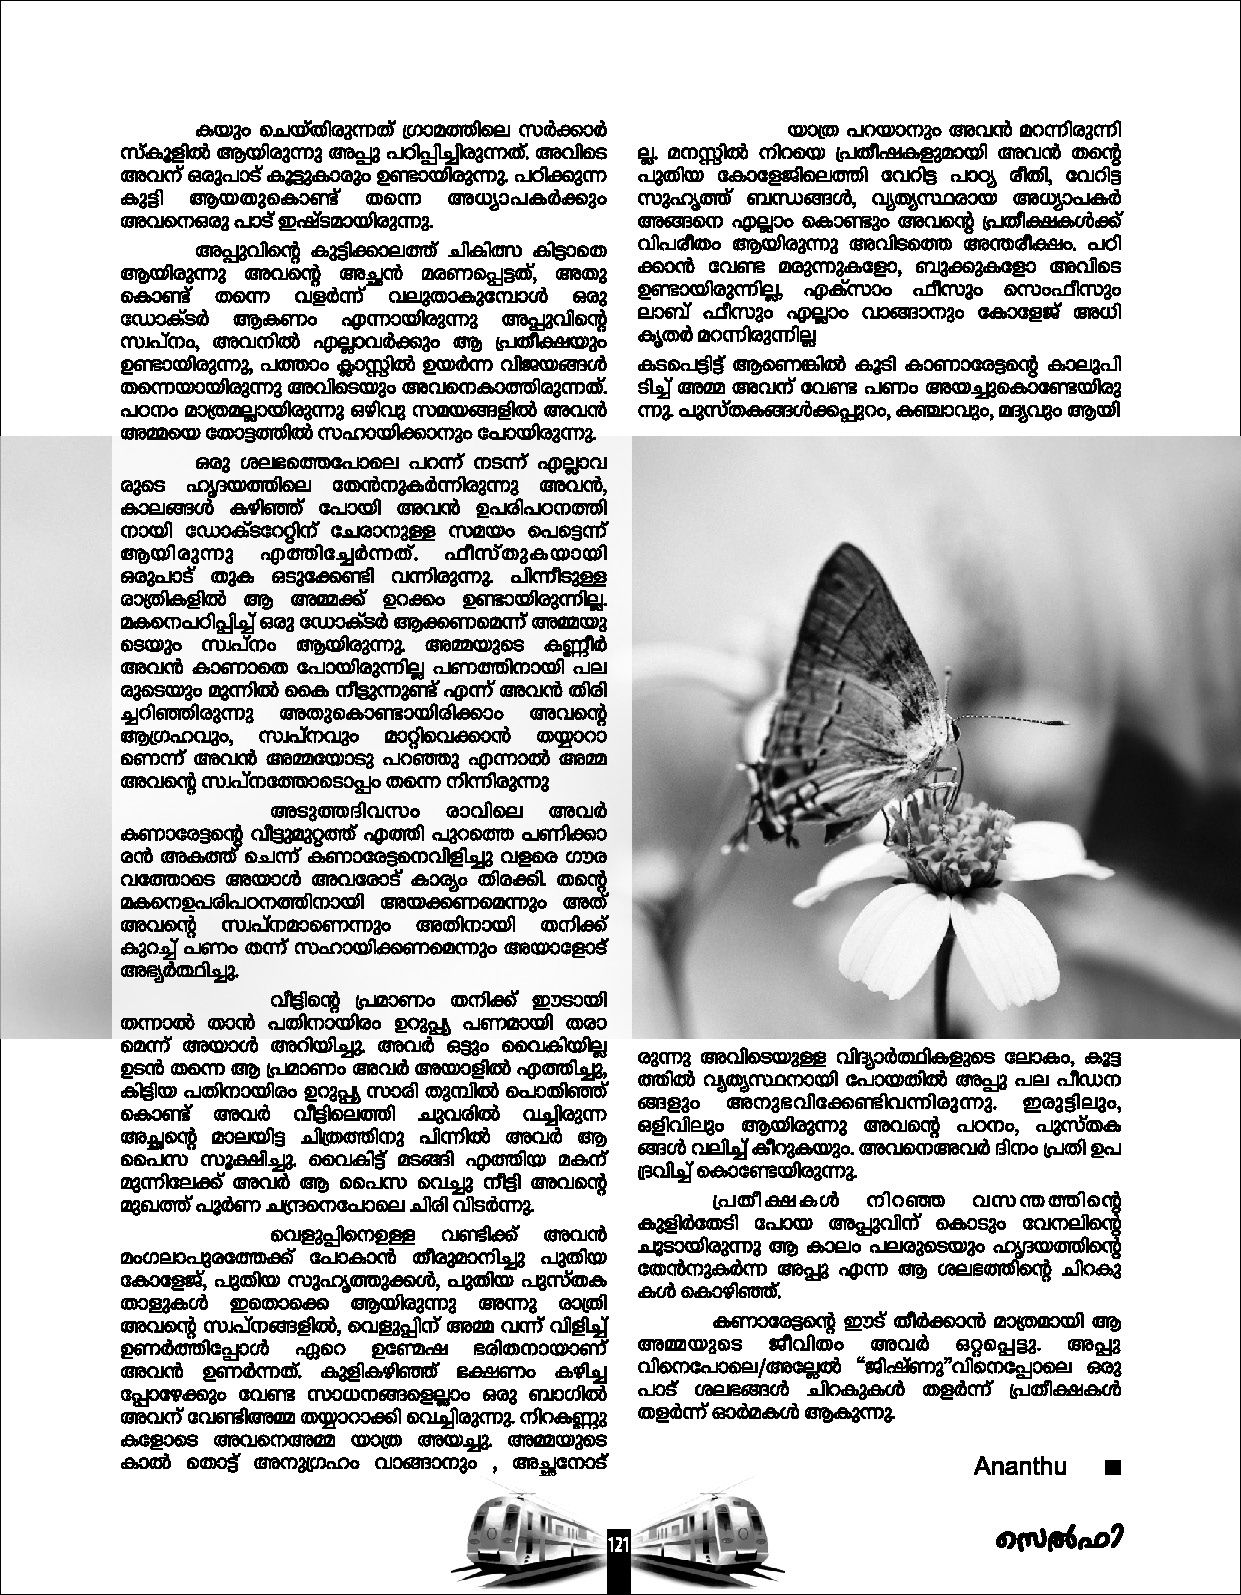 കയും ചെയ്തിരുന്നത് ഗ്രാമത്തിലെ സർക്കാർ
സ്കൂളിൽ ആയിരുന്നു അപ്പു പഠിപ്പിച്ചിരുന്നത്. അവിടെ
അവന് ഒരുപാട് കൂട്ടുകാരും ഉണ്ടായിരുന്നു. പഠിക്കുന്ന
കുട്ടി ആയതുകൊണ്ട് തന്നെ അധ്യാപകർക്കും
അവനെഒരു പാട് ഇഷ്ടമായിരുന്നു.
അപ്പുവിന്റെ കുട്ടിക്കാലത്ത് ചികിത്സ കിട്ടാതെ
ആയിരുന്നു അവന്റെ അച്ഛൻ മരണപ്പെട്ടത്, അതു
കൊണ്ട് തന്നെ വളർന്ന് വലുതാകുമ്പോൾ ഒരു
ഡോക്ടർ ആകണം എന്നായിരുന്നു അപ്പുവിന്റെ
സ്വപ്നം, അവനിൽ എല്ലാവർക്കും ആ പ്രതീക്ഷയും
ഉണ്ടായിരുന്നു, പത്താം ക്ലാസ്സിൽ ഉയർന്ന വിജയങ്ങൾ
തന്നെയായിരുന്നു അവിടെയും അവനെകാത്തിരുന്നത്.
പഠനം മാത്രമല്ലായിരുന്നു ഒഴിവു സമയങ്ങളിൽ അവൻ
അമ്മയെ തോട്ടത്തിൽ സഹായിക്കാനും പോയിരുന്നു.
ഒരു ശലഭത്തെപോലെ പറന്ന് നടന്ന് എല്ലാവ
രുടെ ഹൃദയത്തിലെ തേൻനുകർന്നിരുന്നു അവൻ,
കാലങ്ങൾ കഴിഞ്ഞ് പോയി അവൻ ഉപരിപഠനത്തി
നായി ഡോക്ടറേറ്റിന് ചേരാനുള്ള സമയം പെട്ടെന്ന്
ആയിരുന്നു എത്തിച്ചേർന്നത്. ഫീസ്തുകയായി
ഒരുപാട് തുക ഒടുക്കേണ്ടി വന്നിരുന്നു. പിന്നീടുള്ള
രാത്രികളിൽ ആ അമ്മക്ക് ഉറക്കം ഉണ്ടായിരുന്നില്ല.
മകനെപഠിപ്പിച്ച് ഒരു ഡോക്ടർ ആക്കണമെന്ന് അമ്മയു
ടെയും സ്വപ്നം ആയിരുന്നു. അമ്മയുടെ കണ്ണീർ
അവൻ കാണാതെ പോയിരുന്നില്ല പണത്തിനായി പല
രുടെയും മുന്നിൽ കൈ നീട്ടുന്നുണ്ട് എന്ന് അവൻ തിരി
ച്ചറിഞ്ഞിരുന്നു അതുകൊണ്ടായിരിക്കാം അവന്റെ
ആഗ്രഹവും, സ്വപ്നവും മാറ്റിവെക്കാൻ തയ്യാറാ
ണെന്ന് അവൻ അമ്മയോടു പറഞ്ഞു എന്നാൽ അമ്മ
അവന്റെ സ്വപ്നത്തോടൊപ്പം തന്നെ നിന്നിരുന്നു
അടുത്തദിവസം രാവിലെ അവർ
കണാരേട്ടന്റെ വീട്ടുമുറ്റത്ത് എത്തി പുറത്തെ പണിക്കാ
രൻ അകത്ത് ചെന്ന് കണാരേട്ടനെവിളിച്ചു വളരെ ഗൗര
വത്തോടെ അയാൾ അവരോട് കാര്യം തിരക്കി. തന്റെ
മകനെഉപരിപഠനത്തിനായി അയക്കണമെന്നും അത്
അവന്റെ സ്വപ്നമാണെന്നും അതിനായി തനിക്ക്
കുറച്ച് പണം തന്ന് സഹായിക്കണമെന്നും അയാളോട്
അഭ്യർത്ഥിച്ചു.
വീട്ടിന്റെ പ്രമാണം തനിക്ക് ഈടായി
തന്നാൽ താൻ പതിനായിരം ഉറുപ്പ്യ പണമായി തരാ
മെന്ന് അയാൾ അറിയിച്ചു. അവർ ഒട്ടും വൈകിയില്ല
ഉടൻ തന്നെ ആ പ്രമാണം അവർ അയാളിൽ എത്തിച്ചു,
കിട്ടിയ പതിനായിരം ഉറുപ്പ്യ സാരി തുമ്പിൽ പൊതിഞ്ഞ്
കൊണ്ട് അവർ വീട്ടിലെത്തി ചുവരിൽ വച്ചിരുന്ന
അച്ഛന്റെ മാലയിട്ട ചിത്രത്തിനു പിന്നിൽ അവർ ആ
പൈസ സൂക്ഷിച്ചു. വൈകിട്ട് മടങ്ങി എത്തിയ മകന്
മുന്നിലേക്ക് അവർ ആ പൈസ വെച്ചു നീട്ടി അവന്റെ
മുഖത്ത് പൂർണ ചന്ദ്രനെപോലെ ചിരി വിടർന്നു.
വെളുപ്പിനെഉള്ള വണ്ടിക്ക് അവൻ
മംഗലാപുരത്തേക്ക് പോകാൻ തീരുമാനിച്ചു പുതിയ
കോളേജ്, പുതിയ സുഹൃത്തുക്കൾ, പുതിയ പുസ്തക
താളുകൾ ഇതൊക്കെ ആയിരുന്നു അന്നു രാത്രി
അവന്റെ സ്വപ്നങ്ങളിൽ, വെളുപ്പിന് അമ്മ വന്ന് വിളിച്ച്
ഉണർത്തിപ്പോൾ ഏറെ ഉണ്മേഷ ഭരിതനായാണ്
അവൻ ഉണർന്നത്. കുളികഴിഞ്ഞ് ഭക്ഷണം കഴിച്ച
പ്പോഴേക്കും വേണ്ട സാധനങ്ങളെല്ലാം ഒരു ബാഗിൽ
അവന് വേണ്ടിഅമ്മ തയ്യാറാക്കി വെച്ചിരുന്നു. നിറകണ്ണു
കളോടെ അവനെഅമ്മ യാത്ര അയച്ചു. അമ്മയുടെ
കാൽ തൊട്ട് അനുഗ്രഹം വാങ്ങാനും , അച്ഛനോട്
യാത്ര പറയാനും അവൻ മറന്നിരുന്നി
ല്ല. മനസ്സിൽ നിറയെ പ്രതീഷകളുമായി അവൻ തന്റെ
പുതിയ കോളേജിലെത്തി വേറിട്ട പാഠ്യ രീതി, വേറിട്ട
സുഹൃത്ത് ബന്ധങ്ങൾ, വ്യത്യസ്ഥരായ അധ്യാപകർ
അങ്ങനെ എല്ലാം കൊണ്ടും അവന്റെ പ്രതീക്ഷകൾക്ക്
വിപരീതം ആയിരുന്നു അവിടത്തെ അന്തരീക്ഷം. പഠി
ക്കാൻ വേണ്ട മരുന്നുകളോ, ബുക്കുകളോ അവിടെ
ഉണ്ടായിരുന്നില്ല, എക്സാം ഫീസും സെംഫീസും
ലാബ് ഫീസും എല്ലാം വാങ്ങാനും കോളേജ് അധി
കൃതർ മറന്നിരുന്നില്ല
കടപെട്ടിട്ട് ആണെങ്കിൽ കൂടി കാണാരേട്ടന്റെ കാലുപി
ടിച്ച് അമ്മ അവന് വേണ്ട പണം അയച്ചുകൊണ്ടേയിരു
ന്നു. പുസ്തകങ്ങൾക്കപ്പുറം, കഞ്ചാവും, മദ്യവും ആയി
രുന്നു അവിടെയുള്ള വിദ്യാർത്ഥികളുടെ ലോകം, കൂട്ട
ത്തിൽ വ്യത്യസ്ഥനായി പോയതിൽ അപ്പു പല പീഡന
ങ്ങളും അനുഭവിക്കേണ്ടിവന്നിരുന്നു. ഇരുട്ടിലും,
ഒളിവിലും ആയിരുന്നു അവന്റെ പഠനം, പുസ്തക
ങ്ങൾ വലിച്ച് കീറുകയും. അവനെഅവർ ദിനം പ്രതി ഉപ
ദ്രവിച്ച് കൊണ്ടേയിരുന്നു.
പ്രതീക്ഷകൾ നിറഞ്ഞ വസന്തത്തിന്റെ
കുളിർതേടി പോയ അപ്പുവിന് കൊടും വേനലിന്റെ
ചൂടായിരുന്നു ആ കാലം പലരുടെയും ഹൃദയത്തിന്റെ
തേൻനുകർന്ന അപ്പു എന്ന ആ ശലഭത്തിന്റെ ചിറകു
കൾ കൊഴിഞ്ഞ്.
കണാരേട്ടന്റെ ഈട് തീർക്കാൻ മാത്രമായി ആ
അമ്മയുടെ ജീവിതം അവർ ഒറ്റപ്പെട്ടു. അപ്പു
വിനെപോലെ/അല്ലേൽ “ജിഷ്ണു”വിനെപ്പോലെ ഒരു
പാട് ശലഭങ്ങൾ ചിറകുകൾ തളർന്ന് പ്രതീക്ഷകൾ
തളർന്ന് ഓർമകൾ ആകുന്നു.
Ananthu
121
സെൽഫി